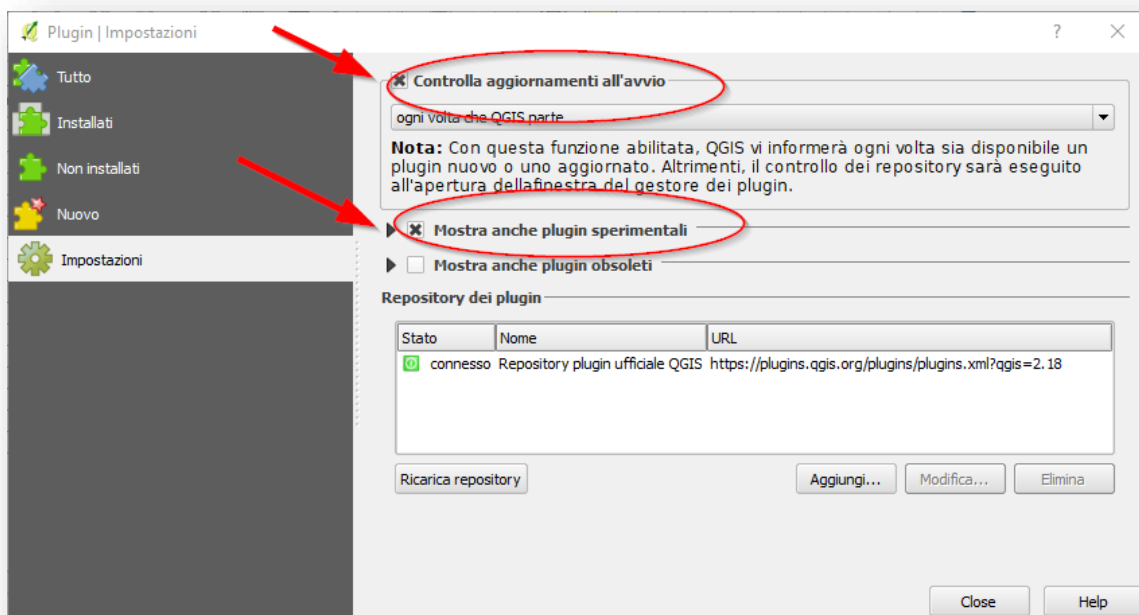 Plugin | Impostazioni
?
Tutto
Installati
Non installati
Nuovo
Impostazioni
Controlla aggiornamenti all'avvio
ogni volta che QGIS parte
Nota: Con questa funzione abilitata, QGIS vi informerà ogni volta sia disponibile un
plugin nuovo o uno aggiornato. Altrimenti, il controllo dei repository sarà eseguito
all'apertura dellafinestra del gestore dei plugin.
Mostra anche plugin sperimentali
Mostra anche plugin obsoleti
Repository dei plugin
Stato Nome URL
connesso Repository plugin ufficiale QGIS https://plugins.qgis.org/plugins/plugins.xml?qgis=2.18
Ricarica repository Aggiungi... Modifica... Elimina
Close Help